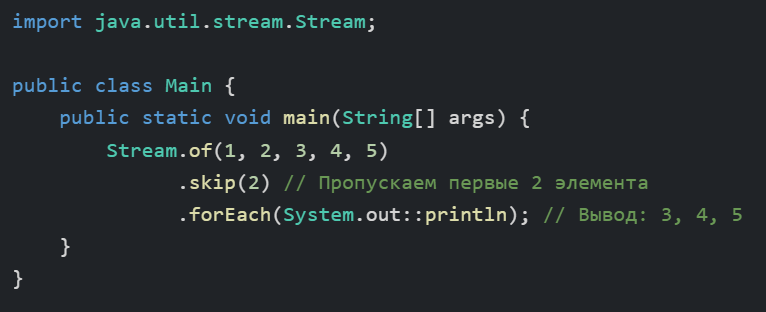 import java.util.stream.Stream;

public class Main {
    public static void main(String[] args) {
        Stream.of(1, 2, 3, 4, 5)
              .skip(2) // Пропускаем первые 2 элемента
              .forEach(System.out::println); // Вывод: 3, 4, 5
    }
}